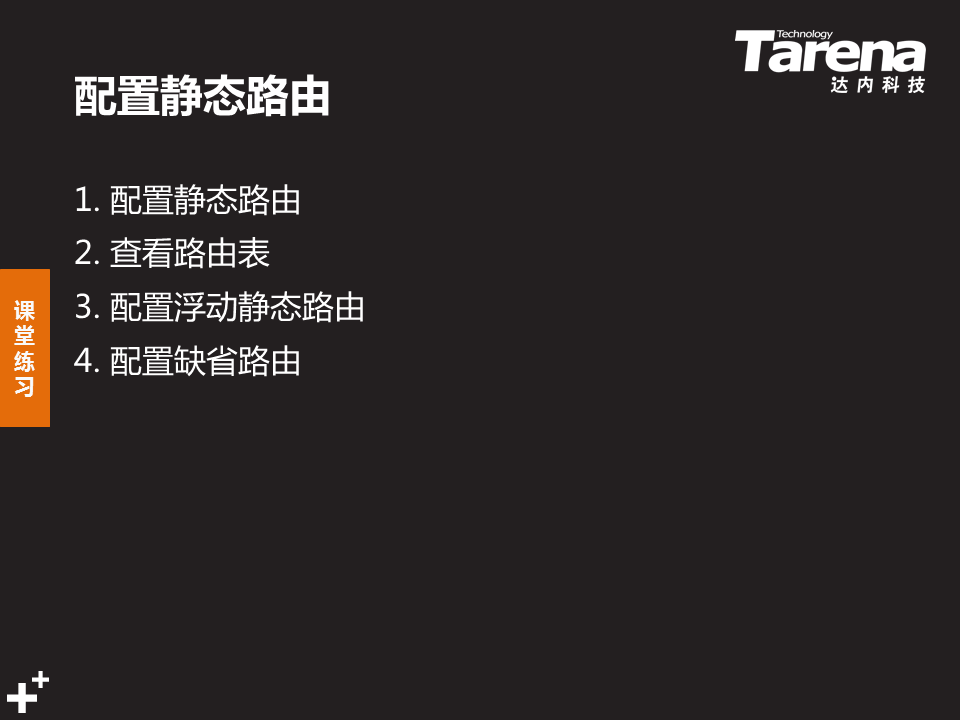 Technology
Tarena
达内科技
配置静态路由
1. 配置静态路由
2. 查看路由表
3. 配置浮动静态路由
4. 配置缺省路由
课
堂
练
习